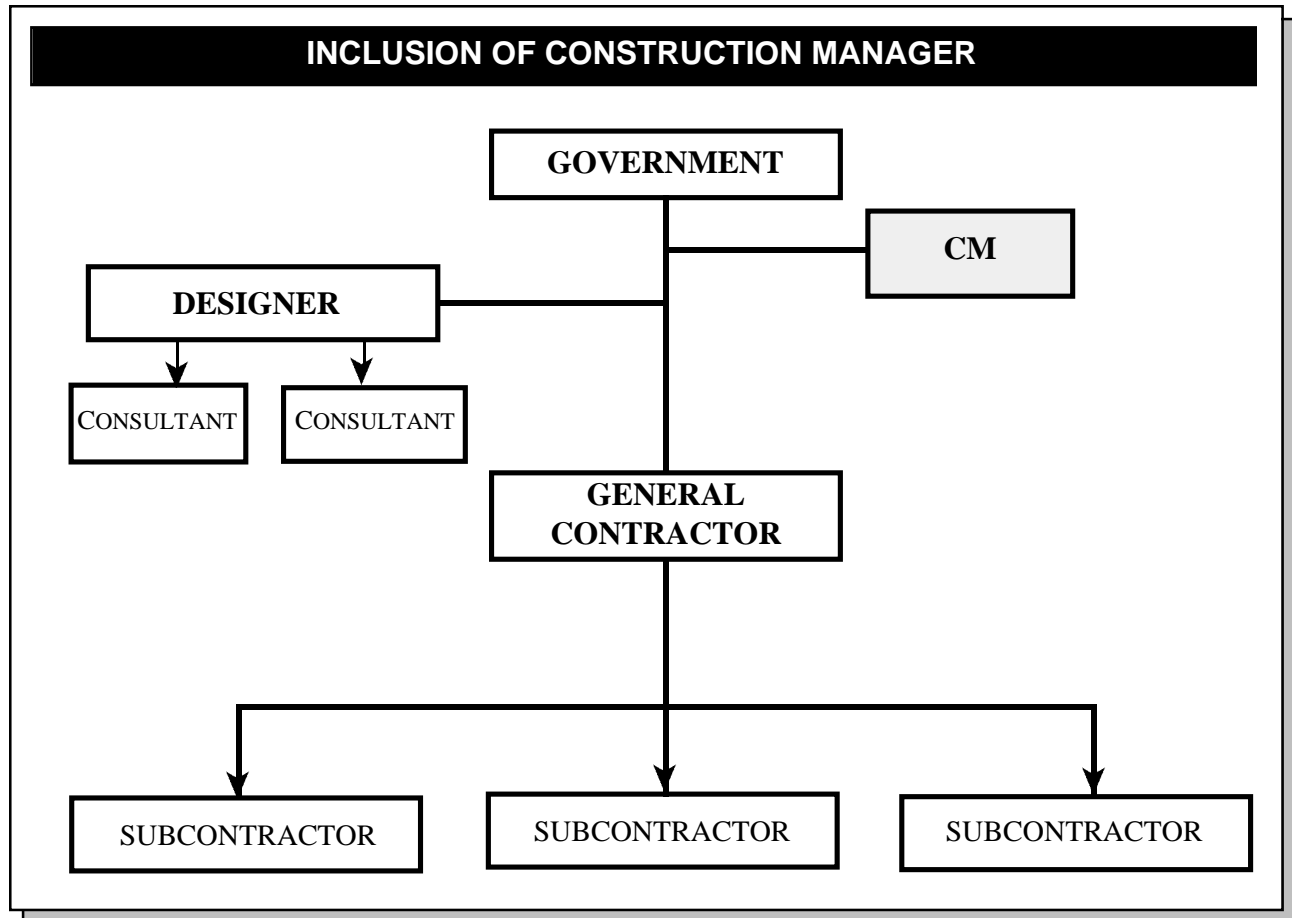 INCLUSION OF CONSTRUCTION MANAGER
GOVERNMENT
CM
DESIGNER
CONSULTANT
CONSULTANT
GENERAL
CONTRACTOR
SUBCONTRACTOR
SUBCONTRACTOR
SUBCONTRACTOR